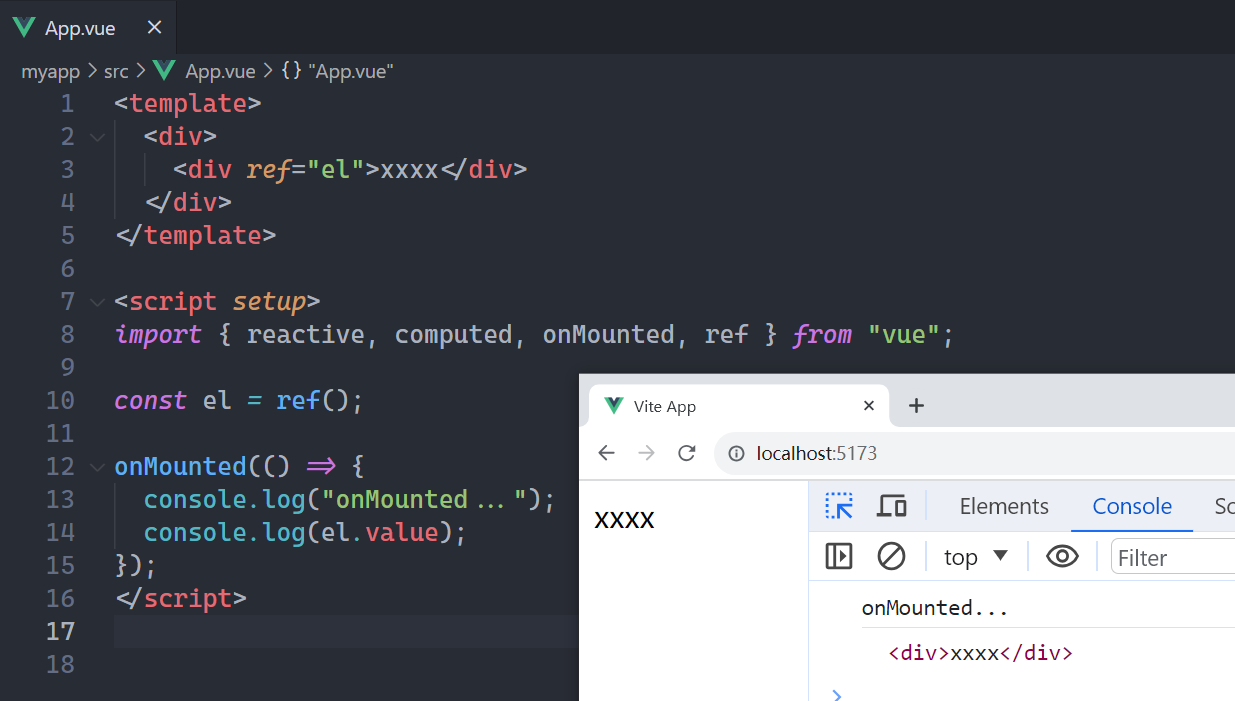 App.vue
myapp > src > App.vue > {} "App.vue"
1 <template>
2 <div>
3 <div ref="el">xxxx</div>
4 </div>
5 </template>
6
7 <script setup>
8 import { reactive, computed, onMounted, ref } from "vue";
9
10 const el = ref();
11
12 onMounted(() => {
13 console.log("onMounted...");
14 console.log(el.value);
15 });
16 </script>
17
18
Vite App
localhost:5173
xxxx
Elements Console So
top Filter
onMounted...
<div>xxxx</div>